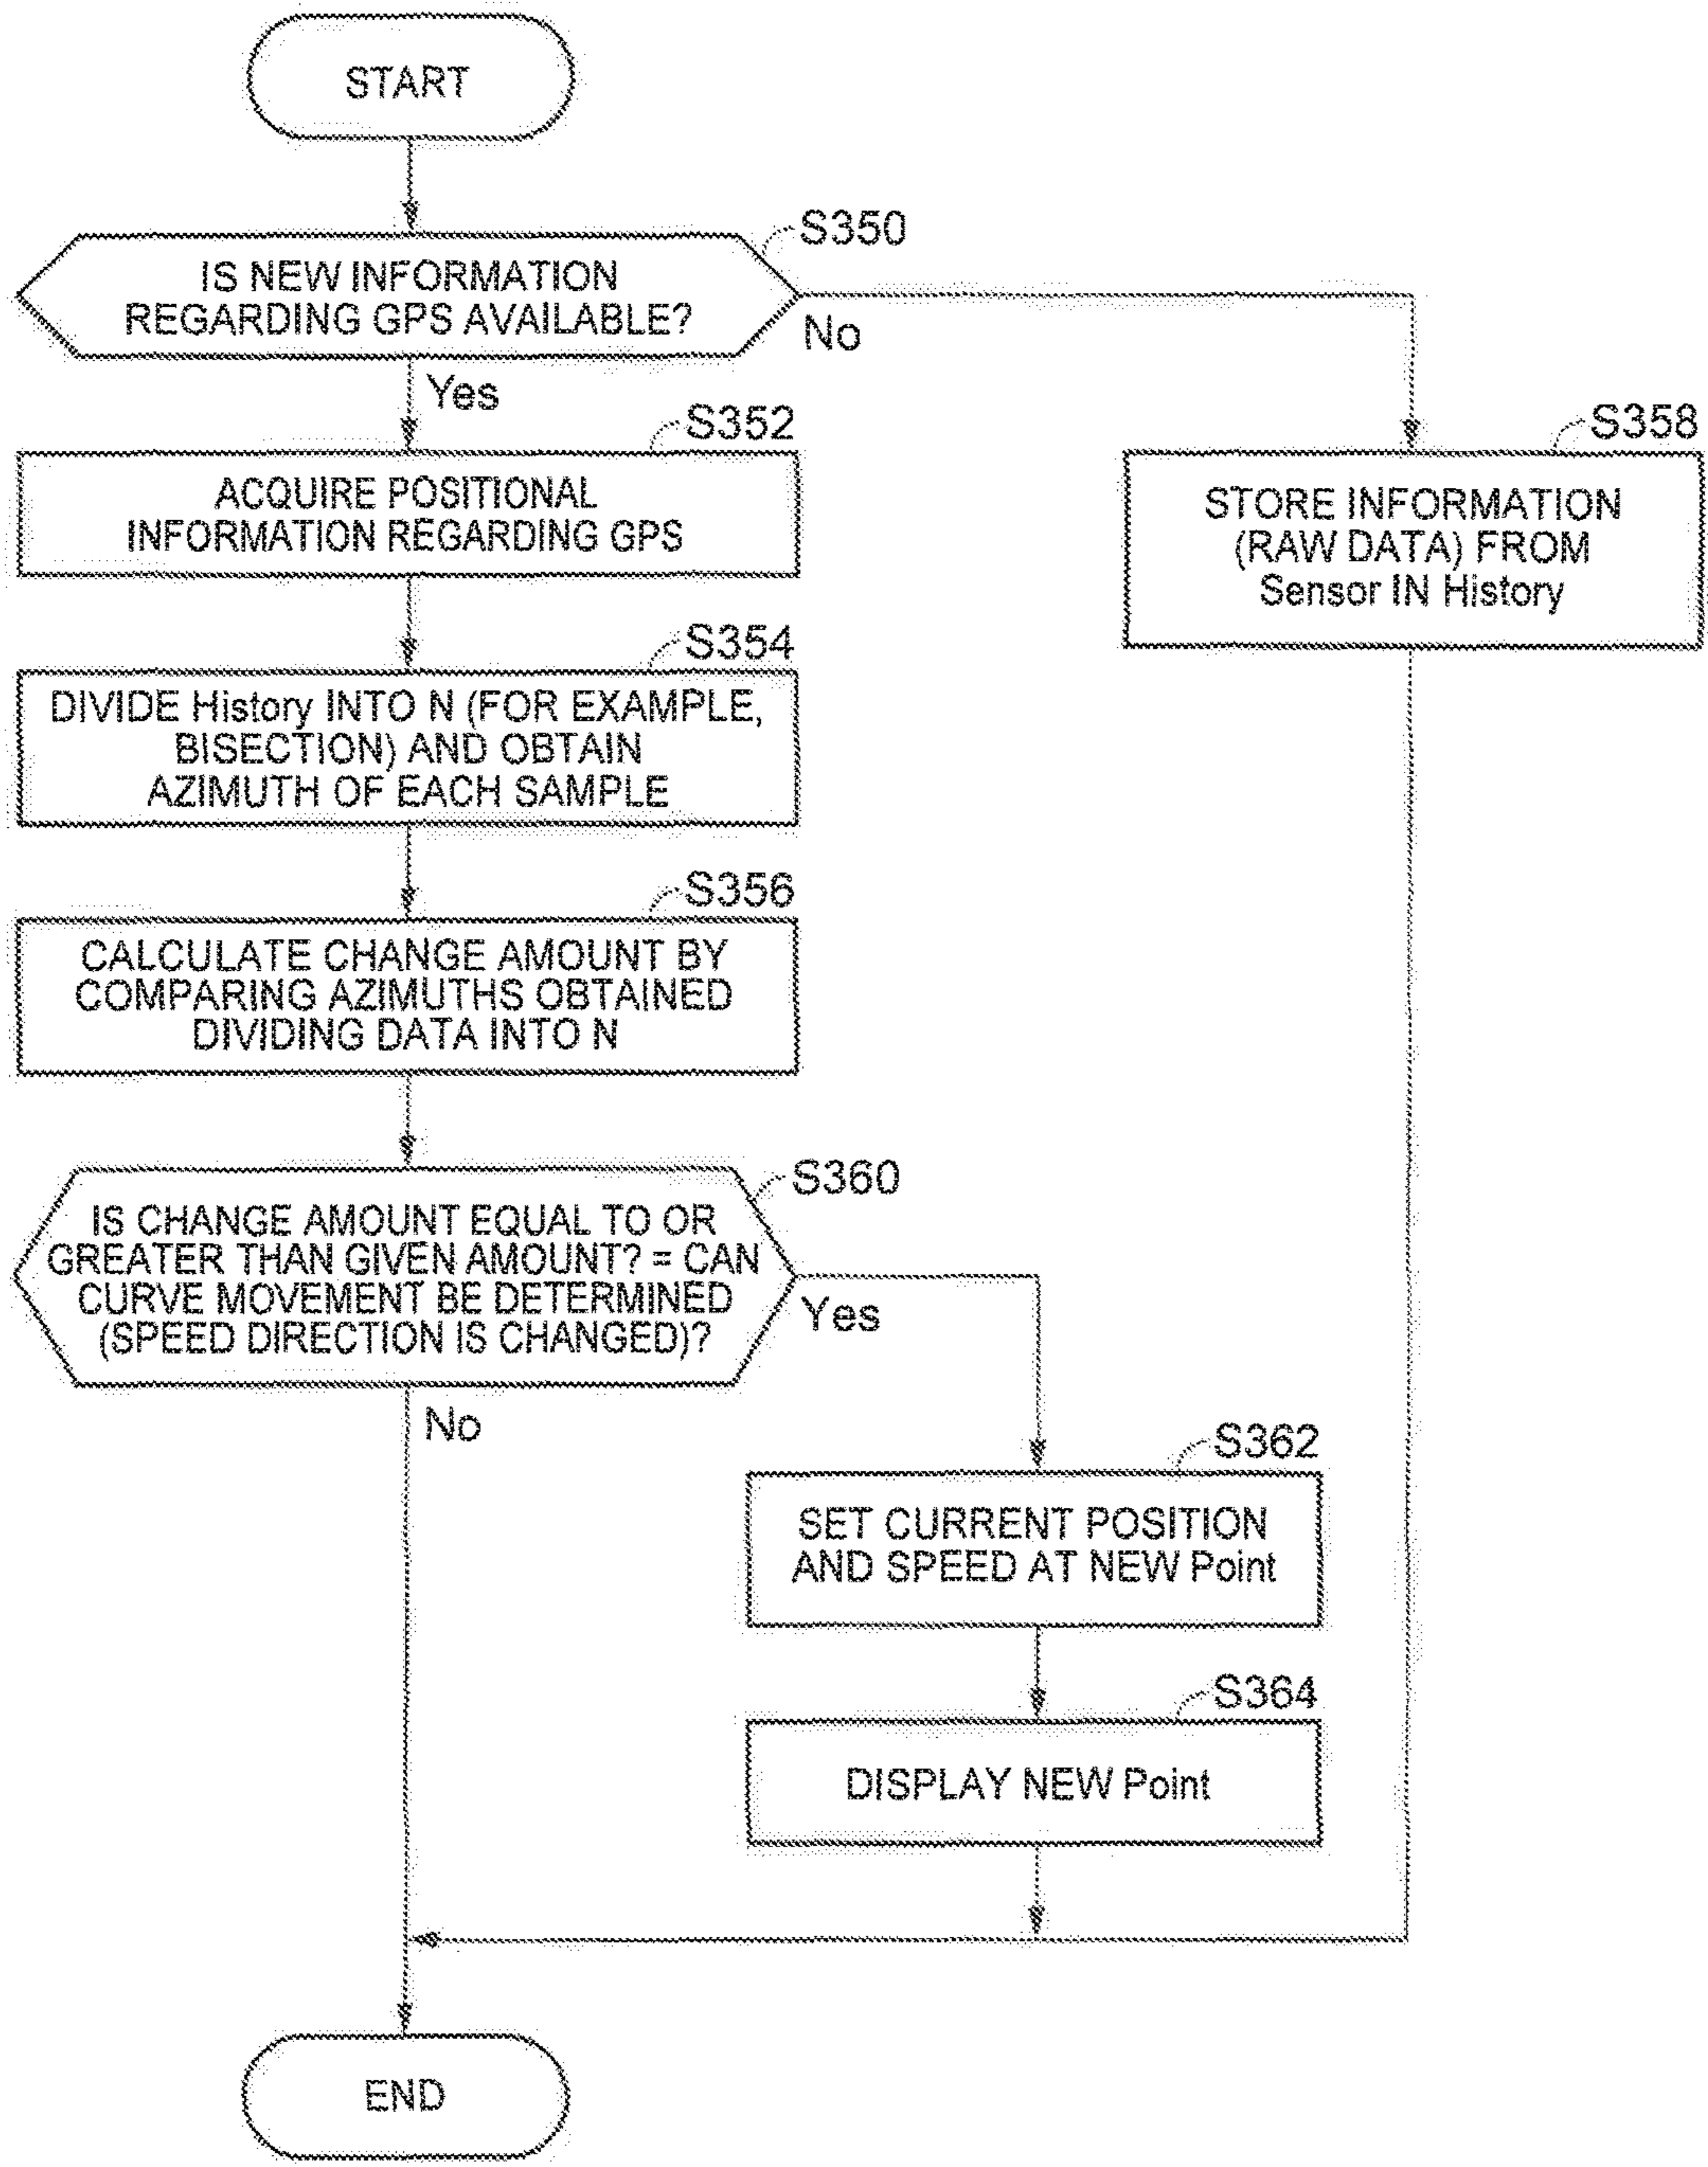 START
S350
IS NEW INFORMATION
REGARDING GPS AVAILABLE?
No
Yes
S352
ACQUIRE POSITIONAL
INFORMATION REGARDING GPS
S358
STORE INFORMATION
(RAW DATA) FROM
Sensor IN History
S354
DIVIDE History INTO N (FOR EXAMPLE,
BISECTION) AND OBTAIN
AZIMUTH OF EACH SAMPLE
S356
CALCULATE CHANGE AMOUNT BY
COMPARING AZIMUTHS OBTAINED
DIVIDING DATA INTO N
S360
IS CHANGE AMOUNT EQUAL TO OR
GREATER THAN GIVEN AMOUNT? = CAN
CURVE MOVEMENT BE DETERMINED
(SPEED DIRECTION IS CHANGED)?
Yes
No
S362
SET CURRENT POSITION
AND SPEED AT NEW Point
S364
DISPLAY NEW Point
END